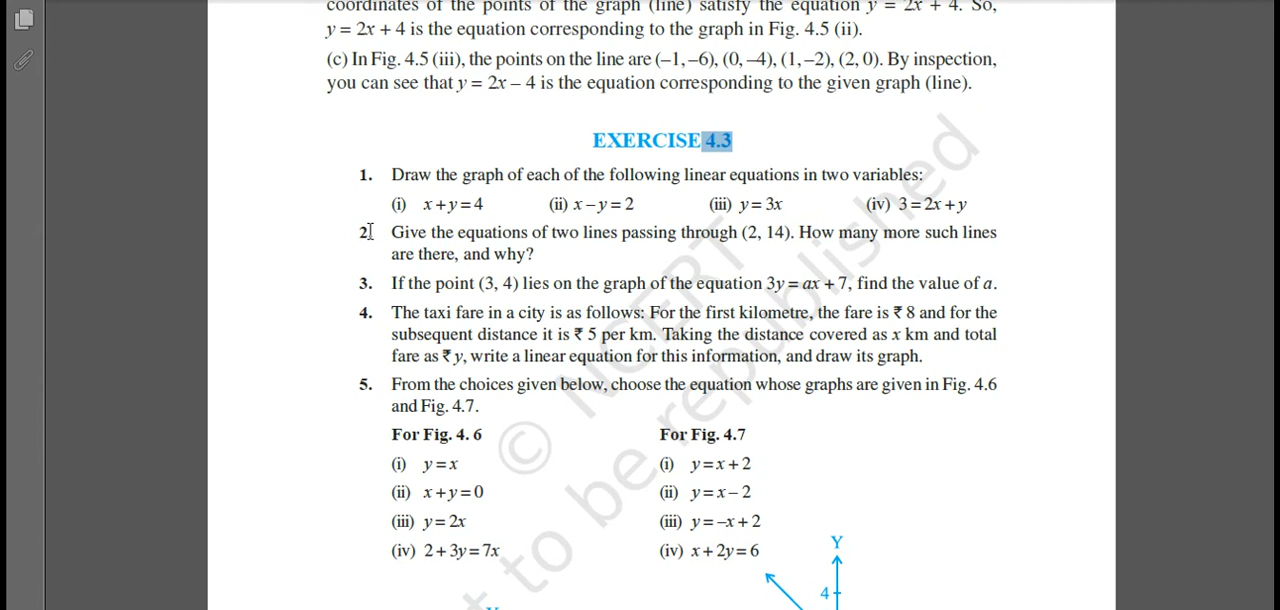 coordinates of the points of the graph (line) satisfy the equation y = 2x + 4. So,
y = 2x + 4 is the equation corresponding to the graph in Fig. 4.5 (ii).
(c) In Fig. 4.5 (iii), the points on the line are (–1, –6), (0, –4), (1, –2), (2, 0). By inspection,
you can see that y = 2x – 4 is the equation corresponding to the given graph (line).
EXERCISE 4.3
1. Draw the graph of each of the following linear equations in two variables:
(i) x + y = 4 (ii) x – y = 2 (iii) y = 3x (iv) 3 = 2x + y
2. Give the equations of two lines passing through (2, 14). How many more such lines
are there, and why?
3. If the point (3, 4) lies on the graph of the equation 3y = ax + 7, find the value of a.
4. The taxi fare in a city is as follows: For the first kilometre, the fare is ₹ 8 and for the
subsequent distance it is ₹ 5 per km. Taking the distance covered as x km and total
fare as ₹ y, write a linear equation for this information, and draw its graph.
5. From the choices given below, choose the equation whose graphs are given in Fig. 4.6
and Fig. 4.7.
For Fig. 4. 6 For Fig. 4.7
(i) y = x (i) y = x + 2
(ii) x + y = 0 (ii) y = x – 2
(iii) y = 2x (iii) y = –x + 2
(iv) 2 + 3y = 7x (iv) x + 2y = 6
Y
4
© NCERT
to be republished